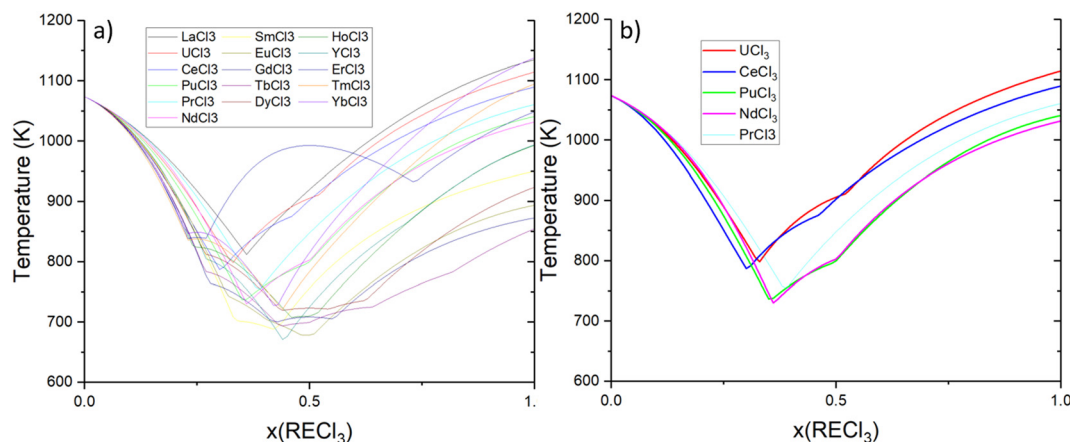 a)
1200
1100
1000
900
800
700
600
Temperature (K)
LaCl3
UCl3
CeCl3
PuCl3
PrCl3
NdCl3
SmCl3
EuCl3
GdCl3
TbCl3
DyCl3
HoCl3
YCl3
ErCl3
TmCl3
YbCl3
0.0
0.5
1.
x(RECl₃)
b)
1200
1100
1000
900
800
700
600
Temperature (K)
UCl₃
CeCl₃
PuCl₃
NdCl₃
PrCl3
0.0
0.5
1.0
x(RECl₃)